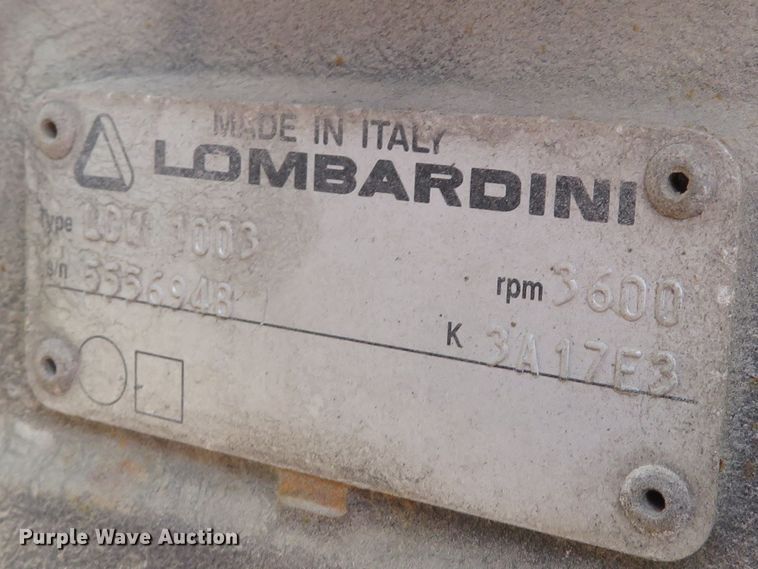 MADE IN ITALY
LOMBARDINI
Type LDW 1003
s/n 5556948
rpm 3600
K 3A17E3
Purple Wave Auction